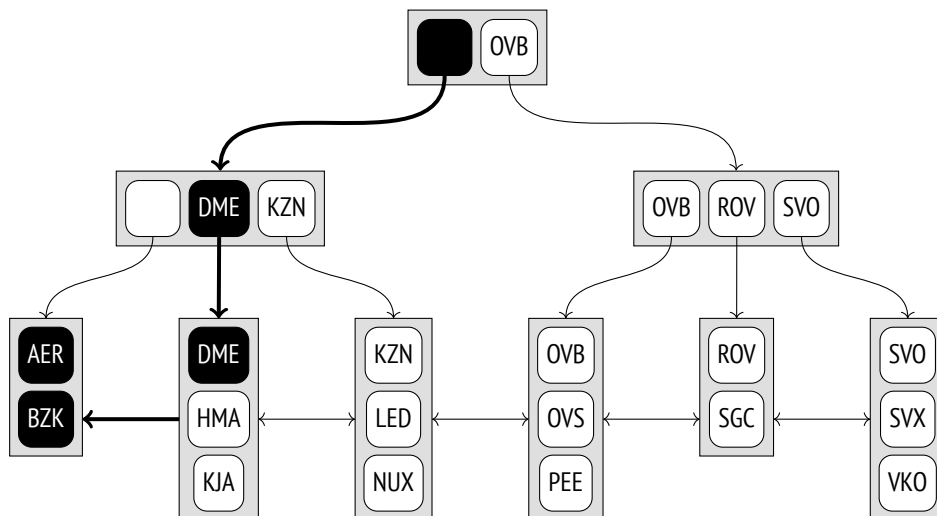 OVB
DME KZN
OVB ROV SVO
AER DME KZN OVB ROV SVO
BZK HMA LED OVS SGC SVX
KJA NUX PEE VKO